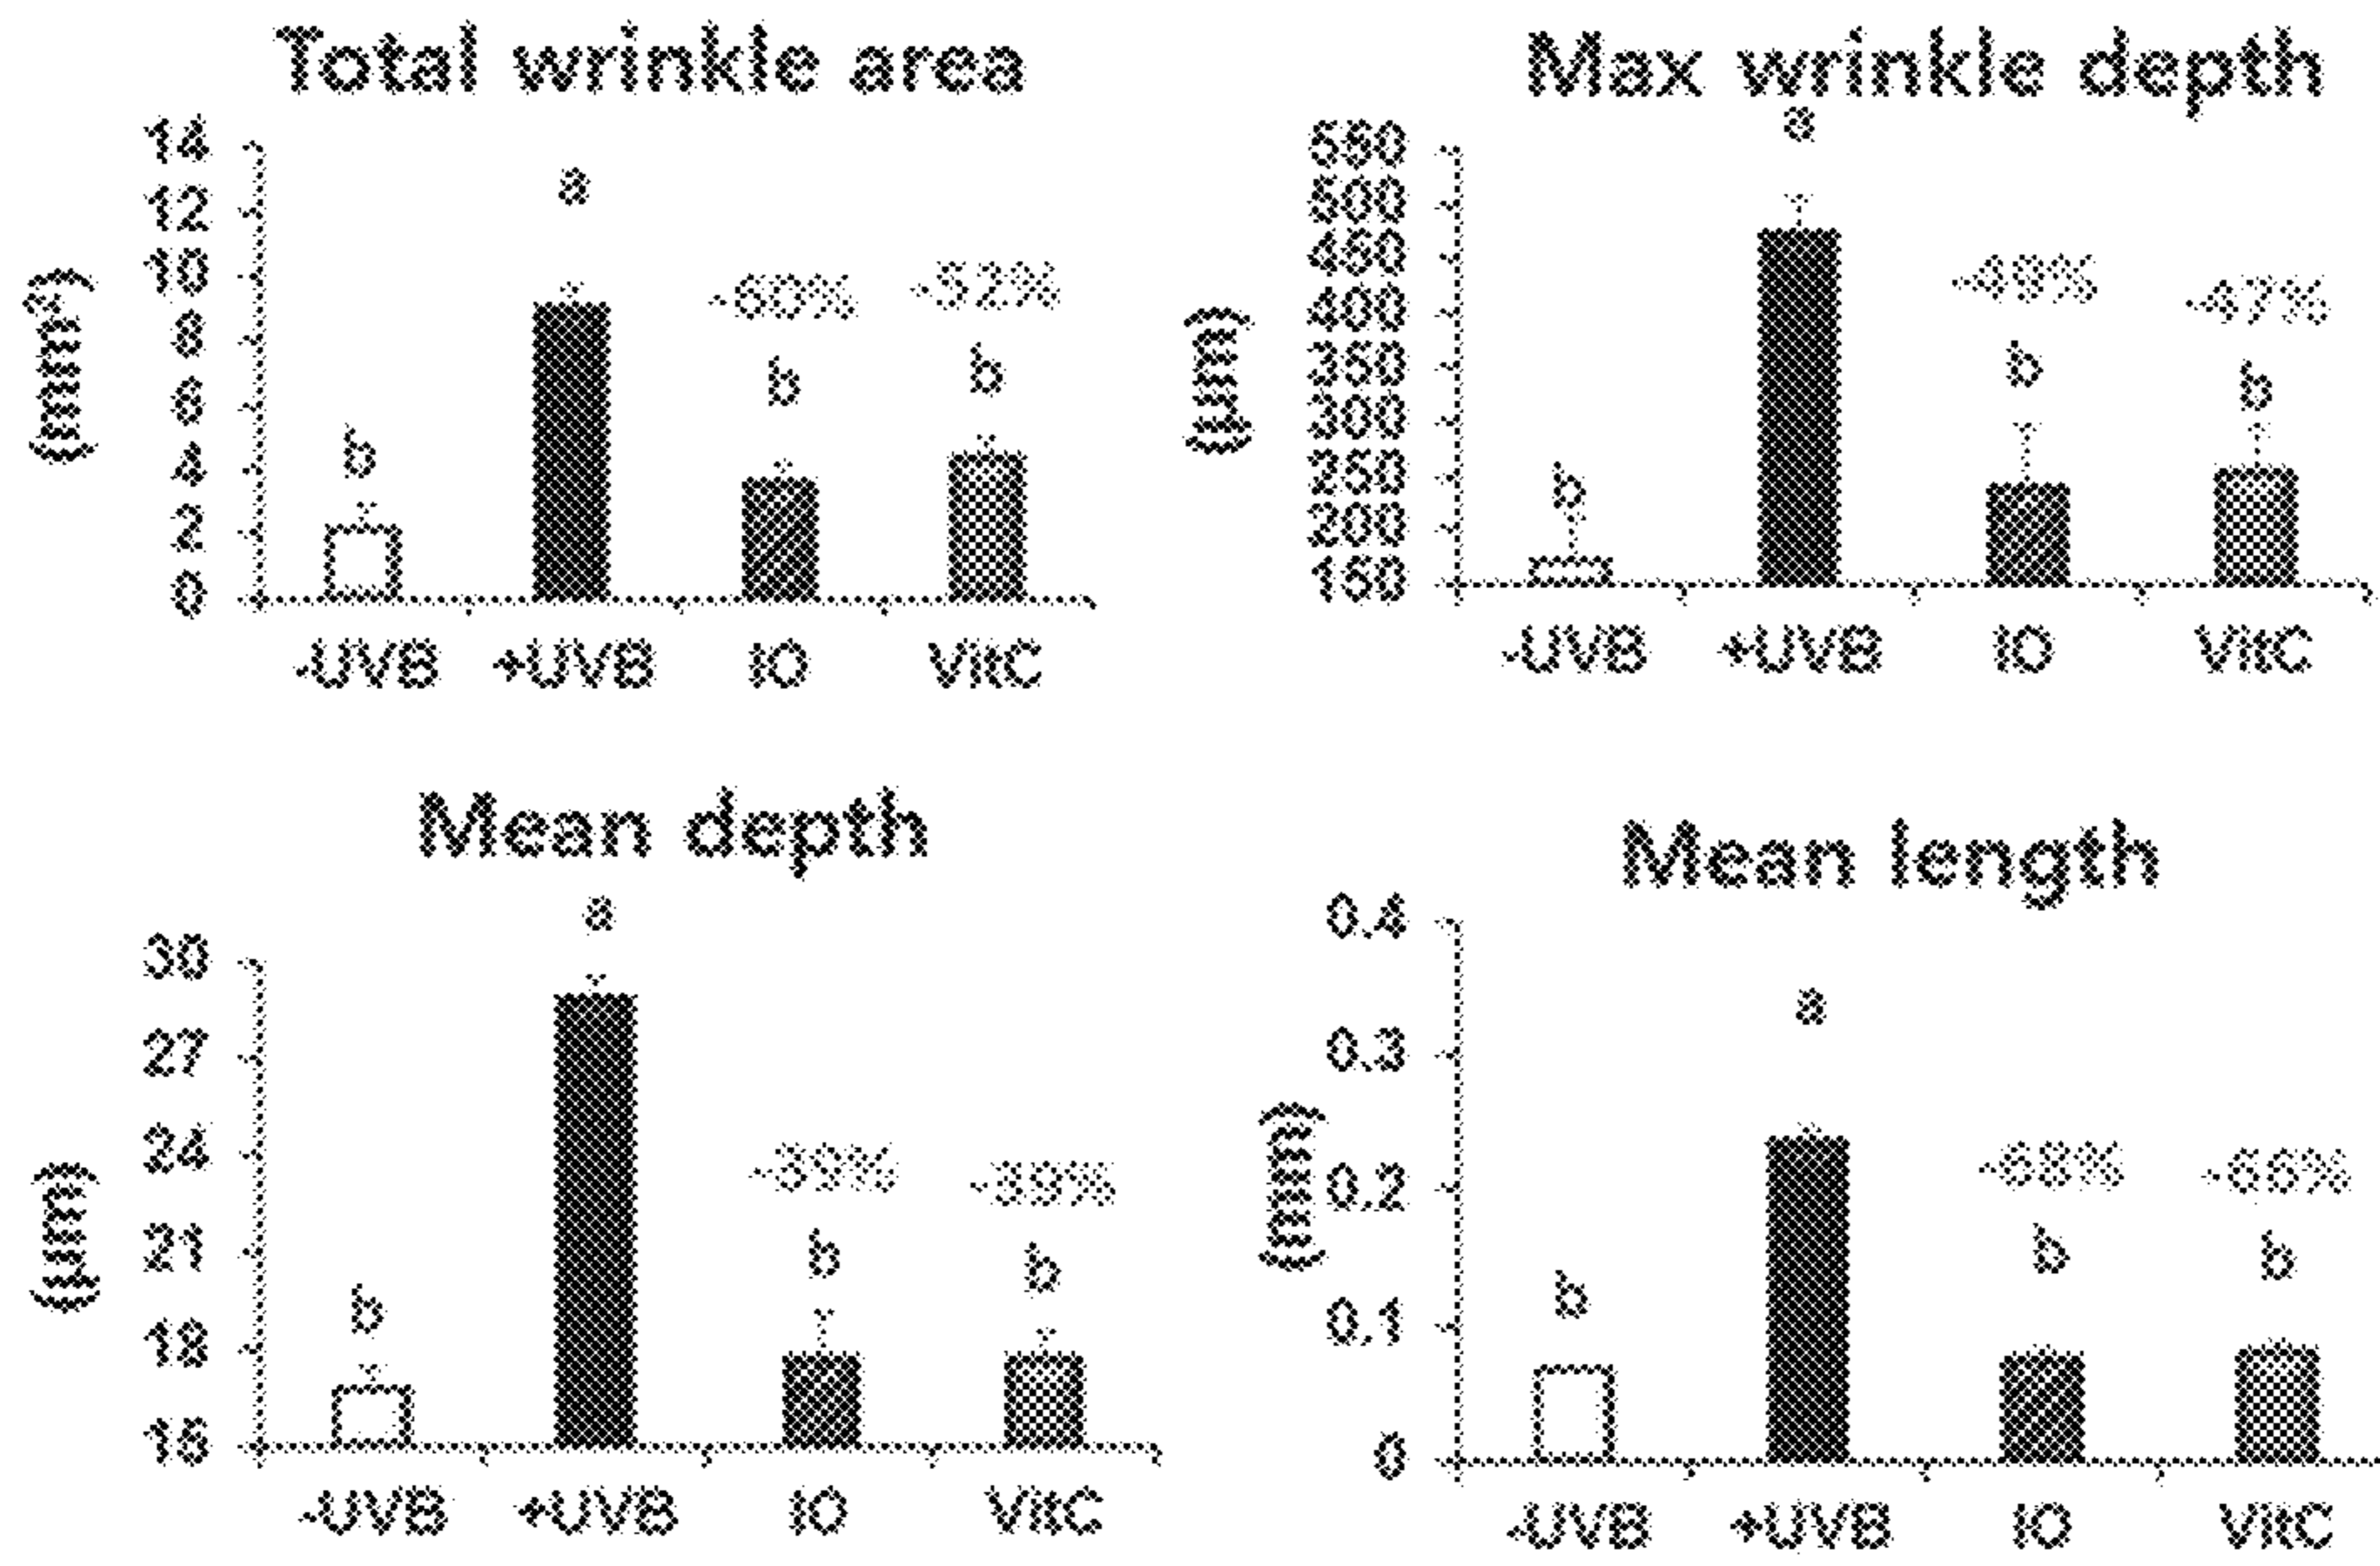 Total wrinkle area
14
12
10
8
6
4
2
0
(mm²)
b
a
-60%
b
-52%
b
-UVB +UVB IO VitC
Max wrinkle depth
550
500
450
400
350
300
250
200
150
(µm)
b
a
b
-47%
b
-UVB +UVB IO VitC
Mean depth
30
27
24
21
18
15
(µm)
b
a
-39%
b
-39%
b
-UVB +UVB IO VitC
Mean length
0.4
0.3
0.2
0.1
0
(mm)
b
a
-68%
b
-66%
b
-UVB +UVB IO VitC